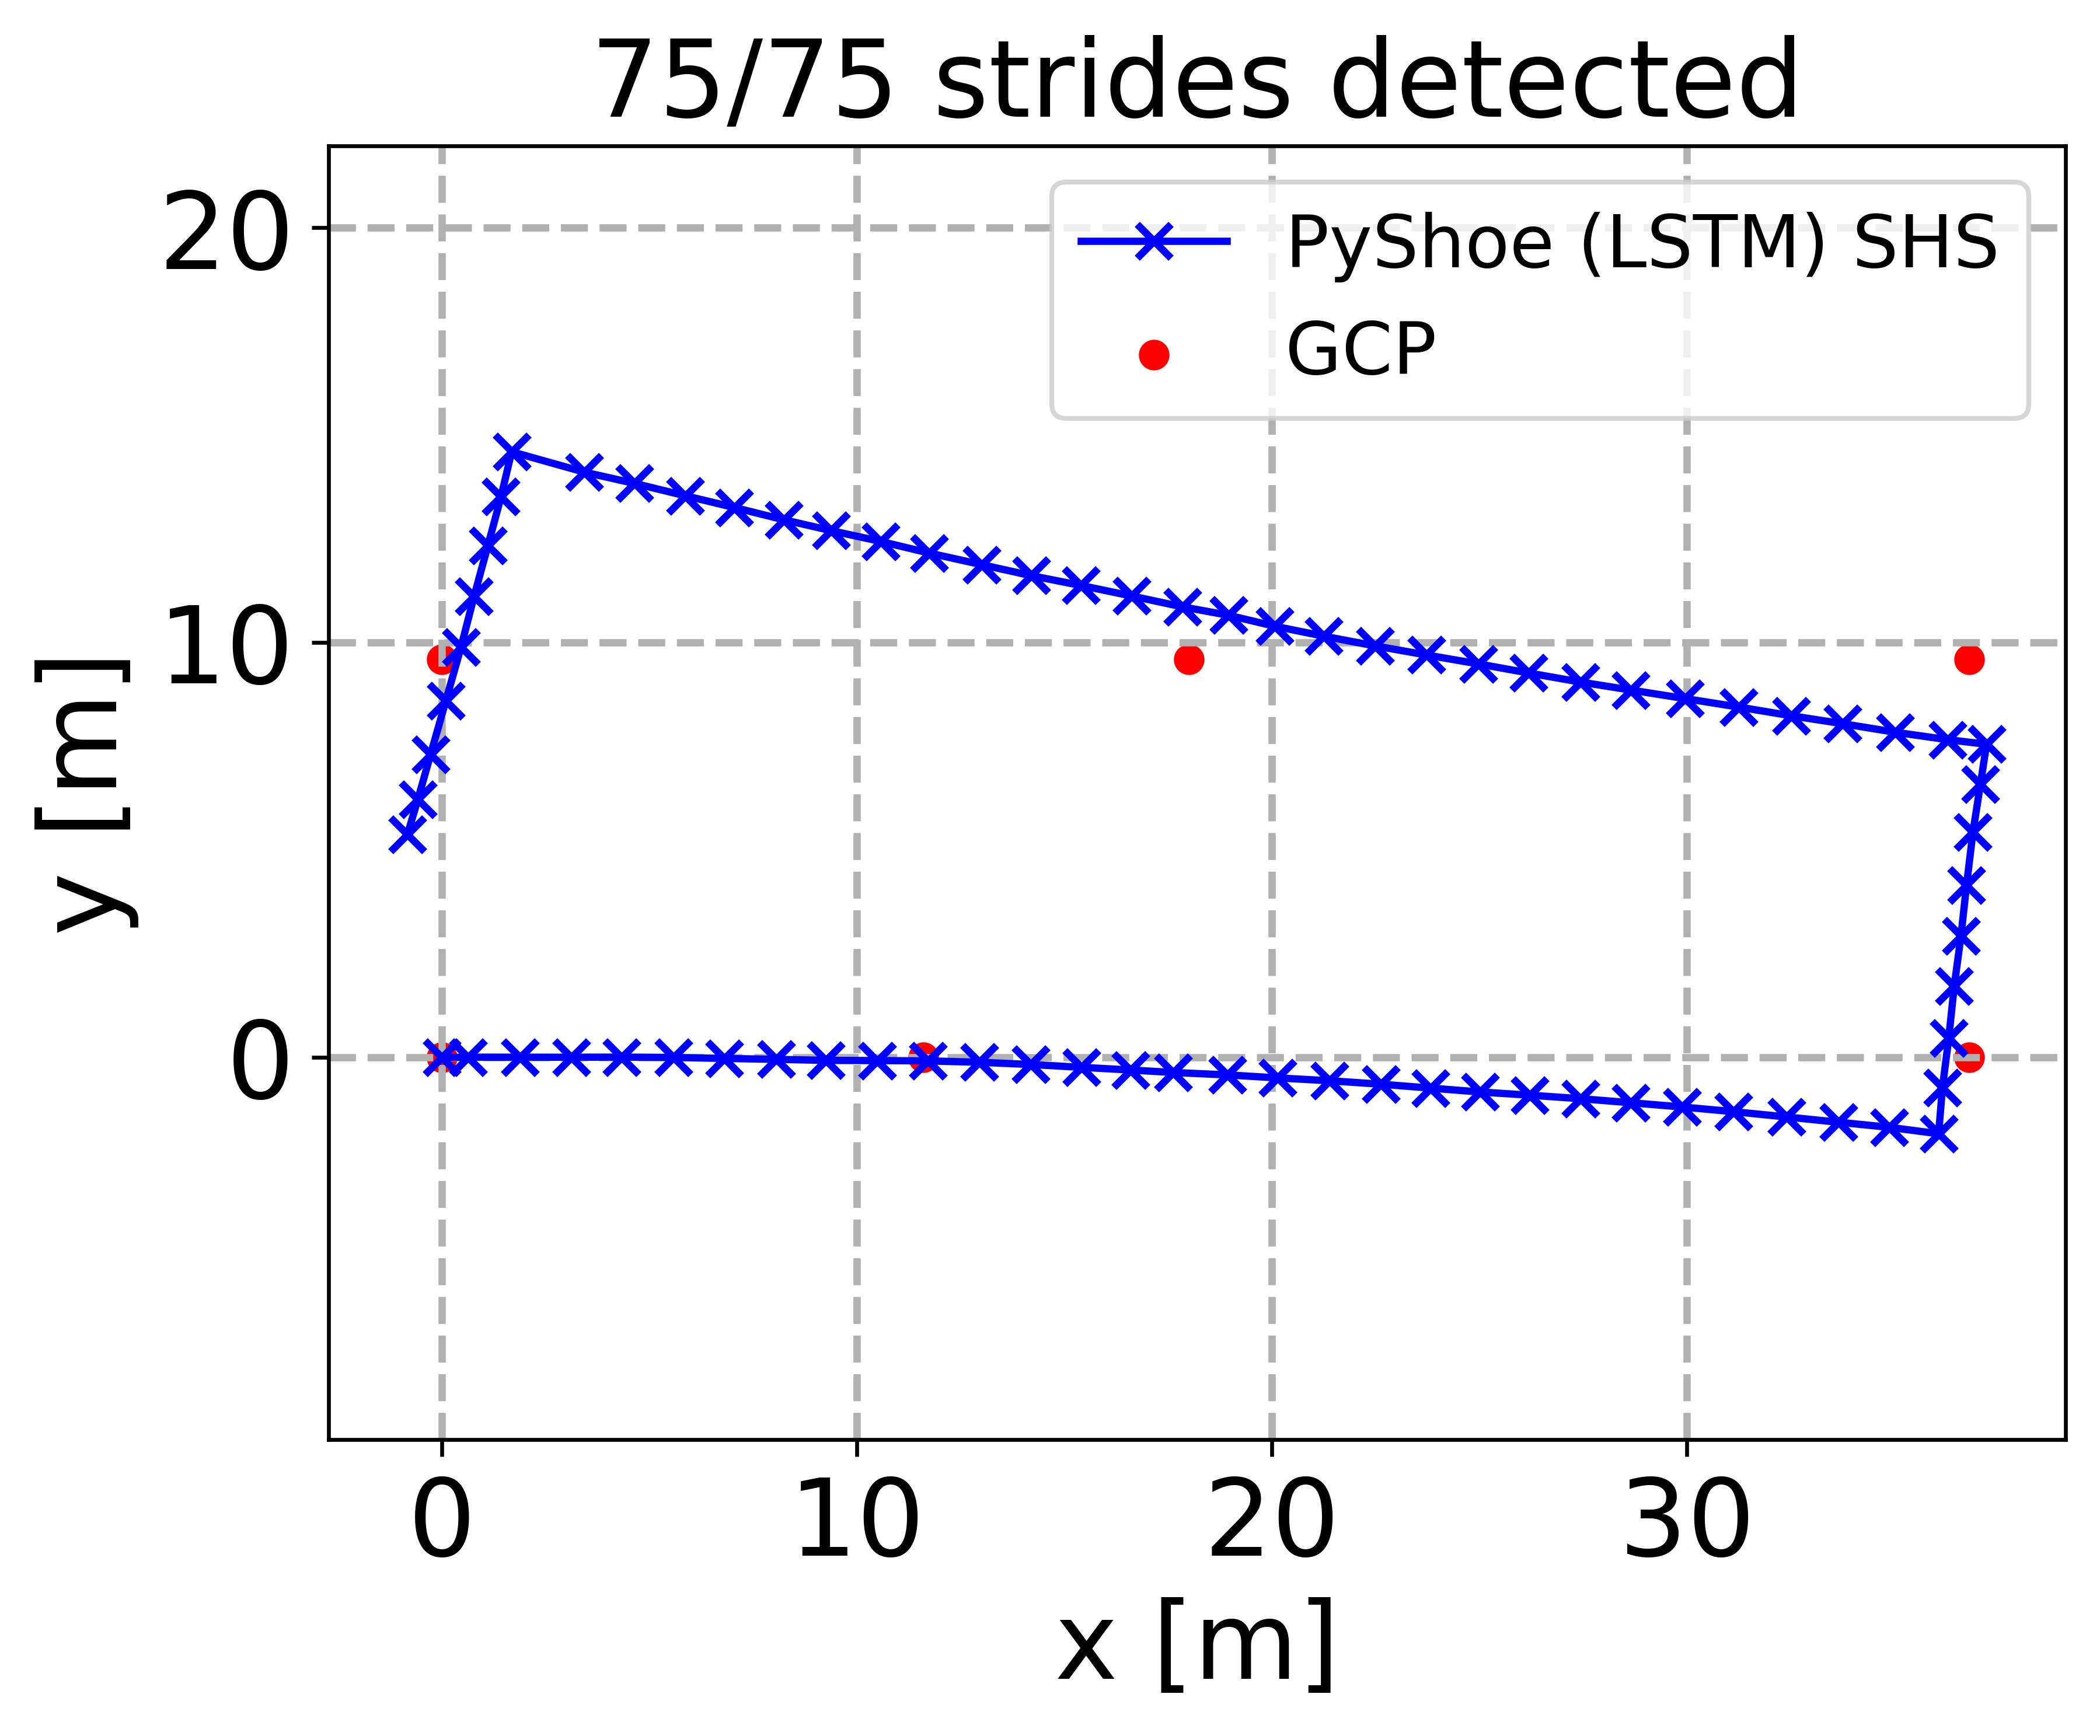 75/75 strides detected
PyShoe (LSTM) SHS
GCP
20
10
0
y [m]
0 10 20 30
x [m]